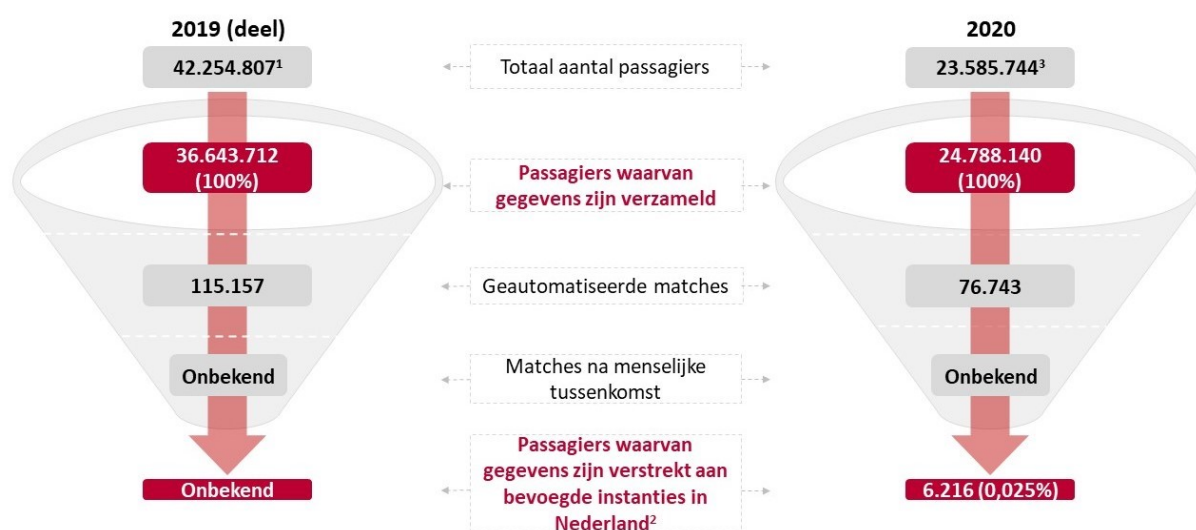 2019 (deel)
2020
42.254.807¹
Totaal aantal passagiers
23.585.744³
36.643.712
(100%)
Passagiers waarvan
gegevens zijn verzameld
24.788.140
(100%)
115.157
Geautomatiseerde matches
76.743
Onbekend
Matches na menselijke
tussenkomst
Onbekend
Onbekend
Passagiers waarvan
gegevens zijn verstrekt aan
bevoegde instanties in
Nederland²
6.216 (0,025%)